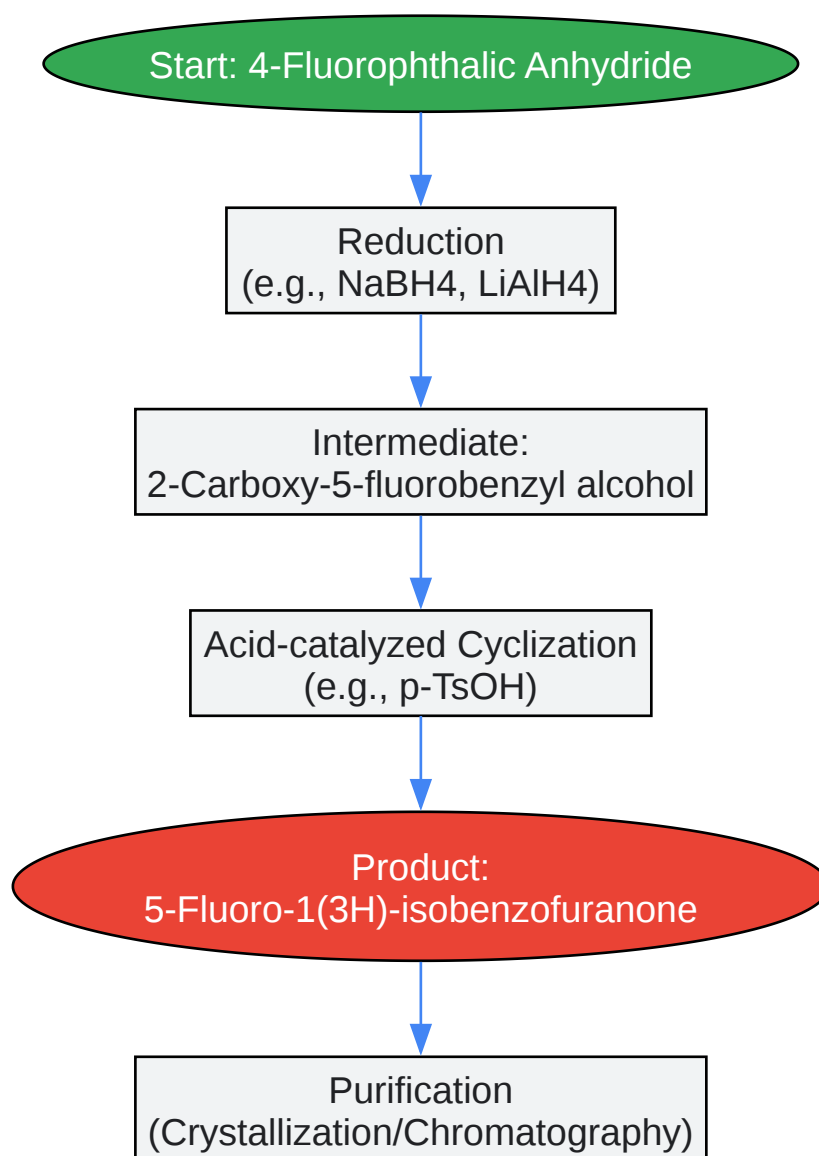 Start: 4-Fluorophthalic Anhydride
Reduction
(e.g., NaBH4, LiAlH4)
Intermediate:
2-Carboxy-5-fluorobenzyl alcohol
Acid-catalyzed Cyclization
(e.g., p-TsOH)
Product:
5-Fluoro-1(3H)-isobenzofuranone
Purification
(Crystallization/Chromatography)